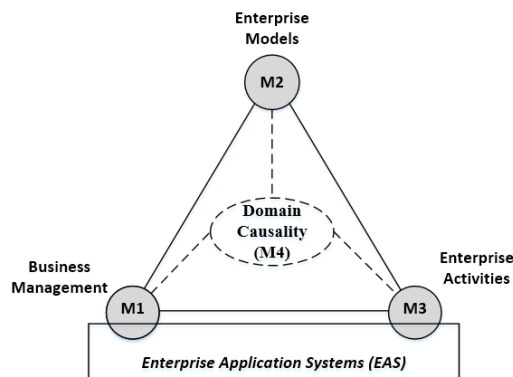 Enterprise
Models
M2
Domain
Causality
(M4)
Business
Management
Enterprise
Activities
M1
M3
Enterprise Application Systems (EAS)